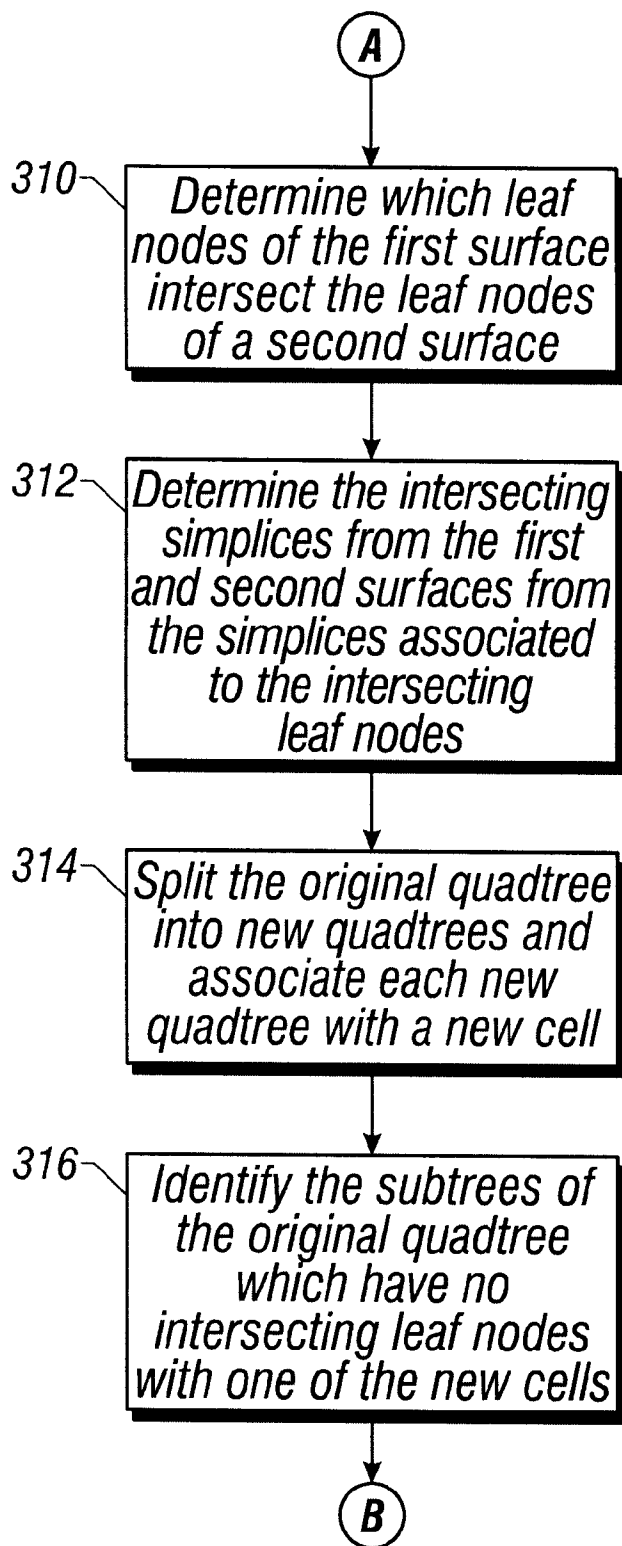 A
310
Determine which leaf
nodes of the first surface
intersect the leaf nodes
of a second surface
312
Determine the intersecting
simplices from the first
and second surfaces from
the simplices associated
to the intersecting
leaf nodes
314
Split the original quadtree
into new quadtrees and
associate each new
quadtree with a new cell
316
Identify the subtrees of
the original quadtree
which have no
intersecting leaf nodes
with one of the new cells
B